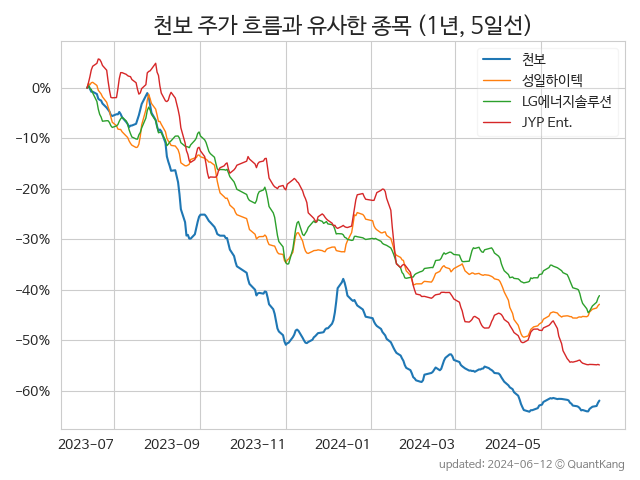 천보 주가 흐름과 유사한 종목 (1년, 5일선)
천보
성일하이텍
LG에너지솔루션
JYP Ent.
0%
−10%
−20%
−30%
−40%
−50%
−60%
2023-07 2023-09 2023-11 2024-01 2024-03 2024-05
updated: 2024-06-12 © QuantKang